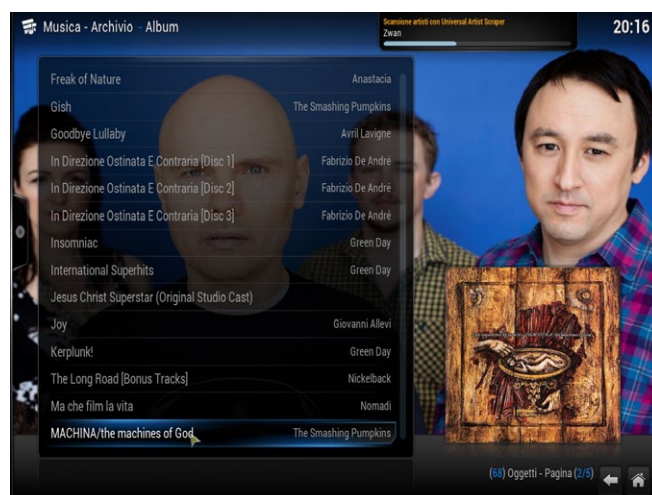 Musica - Archivio - Album
Scansione artisti con Universal Artist Scraper
Zwan
20:16
Freak of Nature Anastacia
Gish The Smashing Pumpkins
Goodbye Lullaby Avril Lavigne
In Direzione Ostinata E Contraria [Disc 1] Fabrizio De André
In Direzione Ostinata E Contraria [Disc 2] Fabrizio De André
In Direzione Ostinata E Contraria [Disc 3] Fabrizio De André
Insomniac Green Day
International Superhits Green Day
Jesus Christ Superstar (Original Studio Cast)
Joy Giovanni Allevi
Kerplunk! Green Day
The Long Road [Bonus Tracks] Nickelback
Ma che film la vita Nomadi
MACHINA/the machines of God The Smashing Pumpkins
(68) Oggetti - Pagina (2/5)